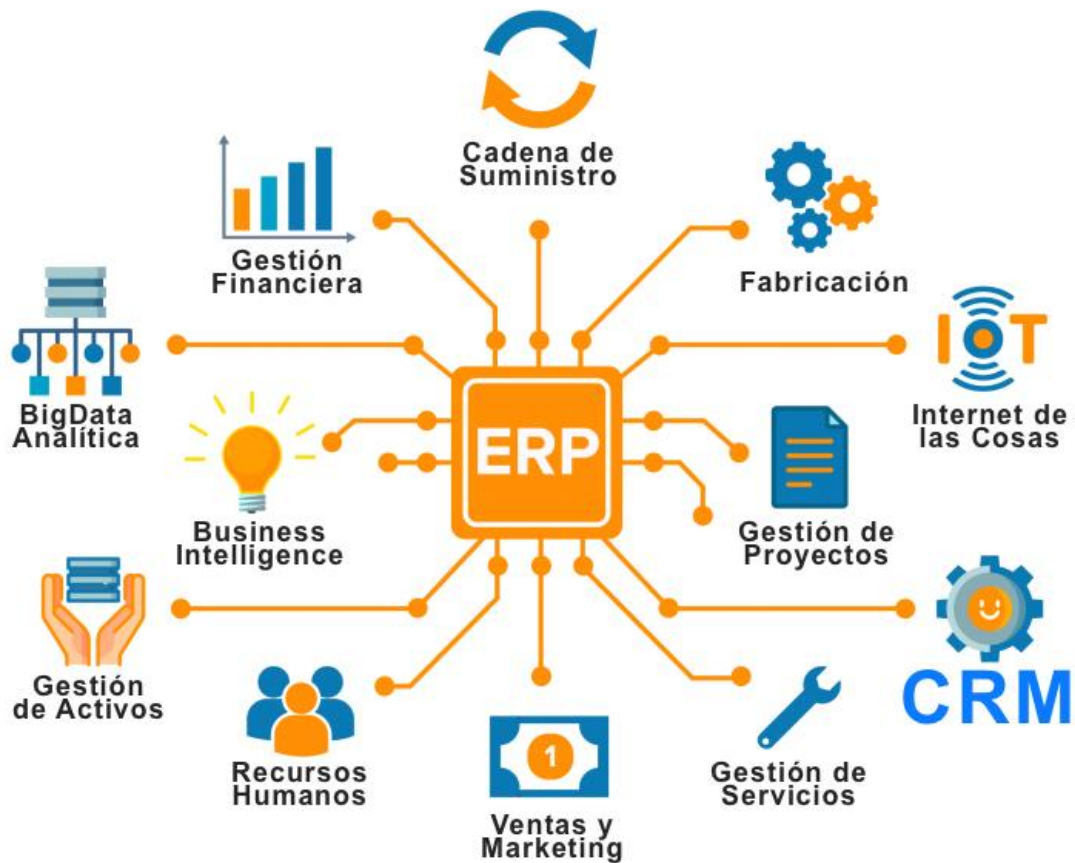 Cadena de
Suministro
Gestión
Financiera
Fabricación
IOT
BigData
Analítica
Internet de
las Cosas
ERP
Business
Intelligence
Gestión de
Proyectos
Gestión
de Activos
CRM
Recursos
Humanos
1
Ventas y
Marketing
Gestión de
Servicios